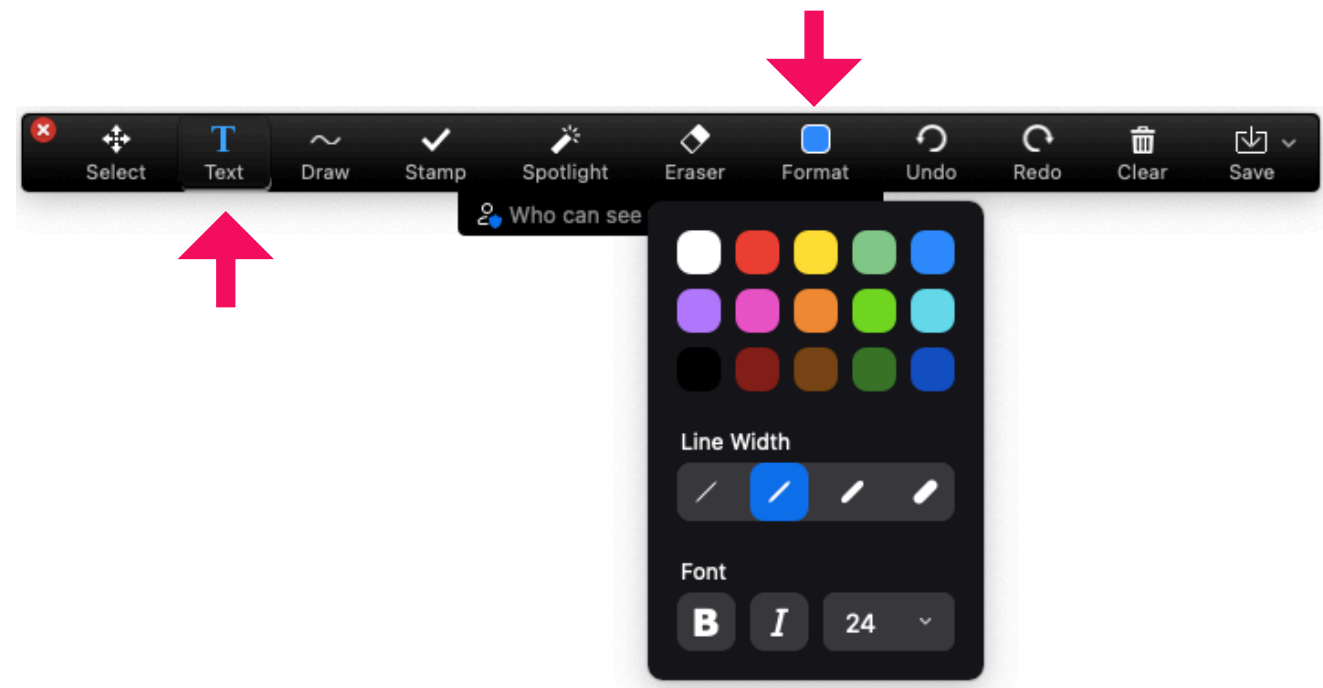 Select Text Draw Stamp Spotlight Eraser Format Undo Redo Clear Save
Who can see
Line Width
Font
B I 24